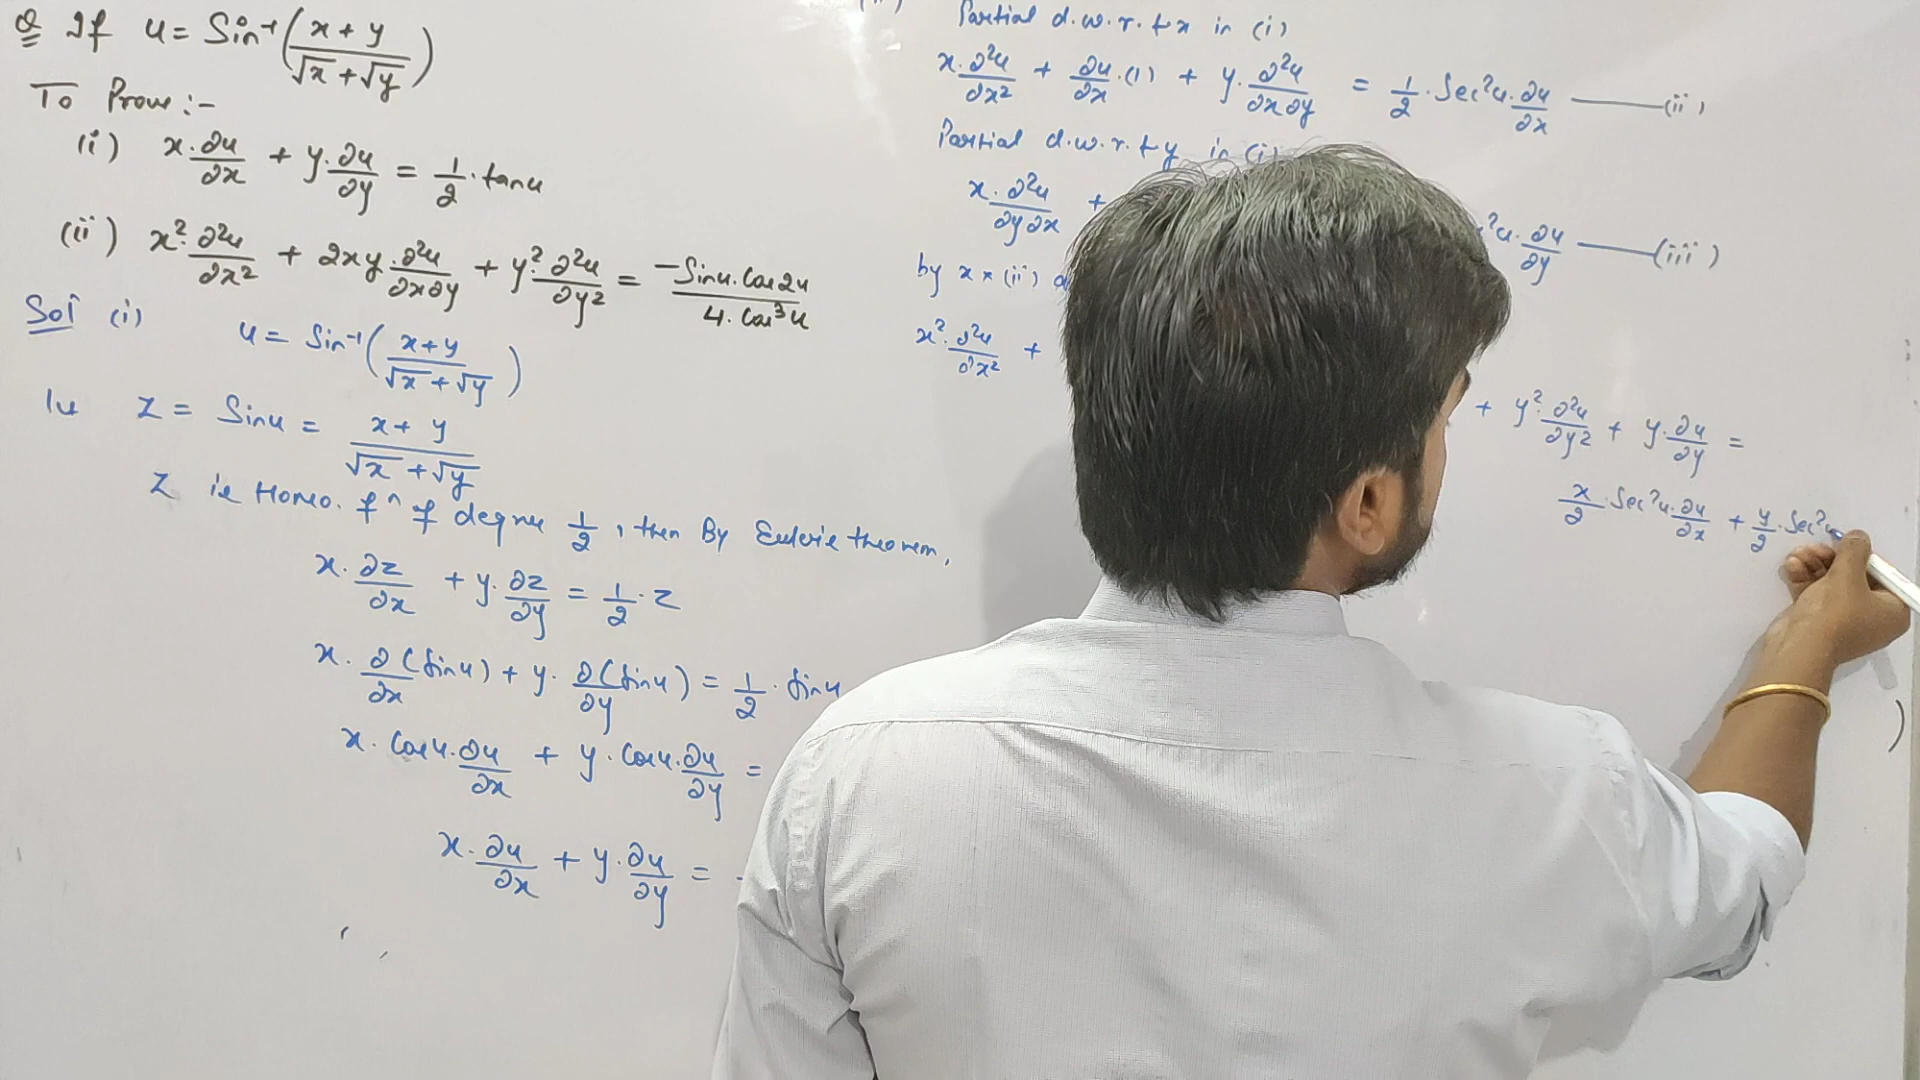 Q If u = Sin⁻¹((x + y)/(√x + √y))
To Prove :-
(i) x.∂u/∂x + y.∂u/∂y = 1/2 . tanu
(ii) x².∂²u/∂x² + 2xy.∂²u/∂x∂y + y².∂²u/∂y² = -Sinu.Cos2u/4.Cos³u
Sol (i) u = Sin⁻¹((x+y)/(√x + √y))
Z = Sinu = (x + y)/(√x + √y)
Z is Homo. fⁿ of degree 1/2, then By Euler's theorem,
x.∂z/∂x + y.∂z/∂y = 1/2 . z
x.∂(Sinu)/∂x + y.∂(Sinu)/∂y = 1/2 . Sinu
x.Cosu.∂u/∂x + y.Cosu.∂u/∂y =
x.∂u/∂x + y.∂u/∂y =
Partial d.w.r.t x in (i)
x.∂²u/∂x² + ∂u/∂x.(1) + y.∂²u/∂x∂y = 1/2 . Sec²u.∂u/∂x ——(ii)
Partial d.w.r.t y in (i)
x.∂²u/∂y∂x + ²u.∂u/∂y ——(iii)
by x × (ii)
x².∂²u/∂x² +
+ y².∂²u/∂y² + y.∂u/∂y =
x/2 . Sec²u.∂u/∂x + y/2 . Sec²u
)